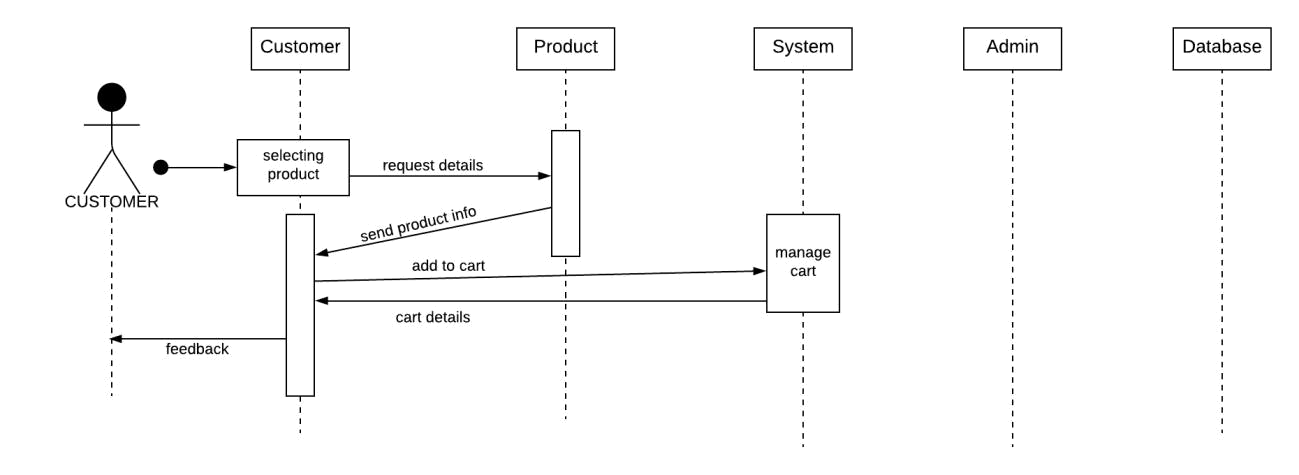 Customer
Product
System
Admin
Database
selecting
product
request details
CUSTOMER
send product info
manage
cart
add to cart
cart details
feedback